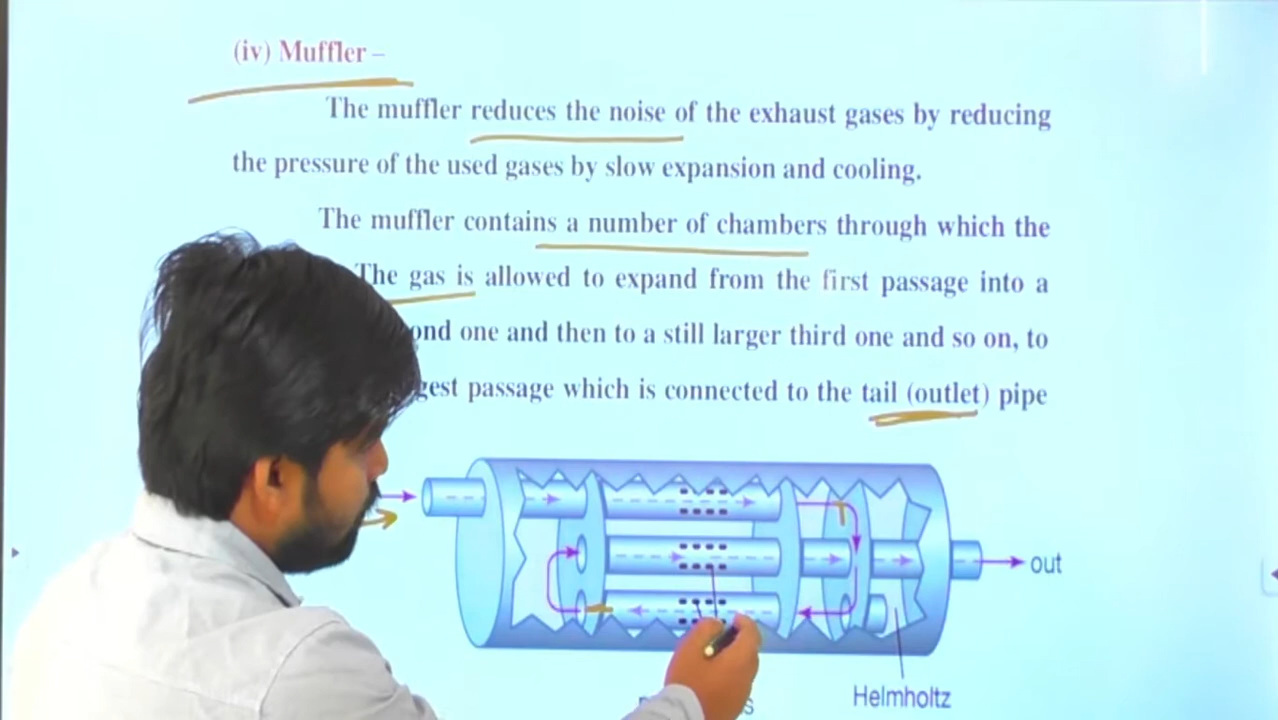 (iv) Muffler –
The muffler reduces the noise of the exhaust gases by reducing
the pressure of the used gases by slow expansion and cooling.
The muffler contains a number of chambers through which the
The gas is allowed to expand from the first passage into a
one and then to a still larger third one and so on, to
passage which is connected to the tail (outlet) pipe
out
Helmholtz